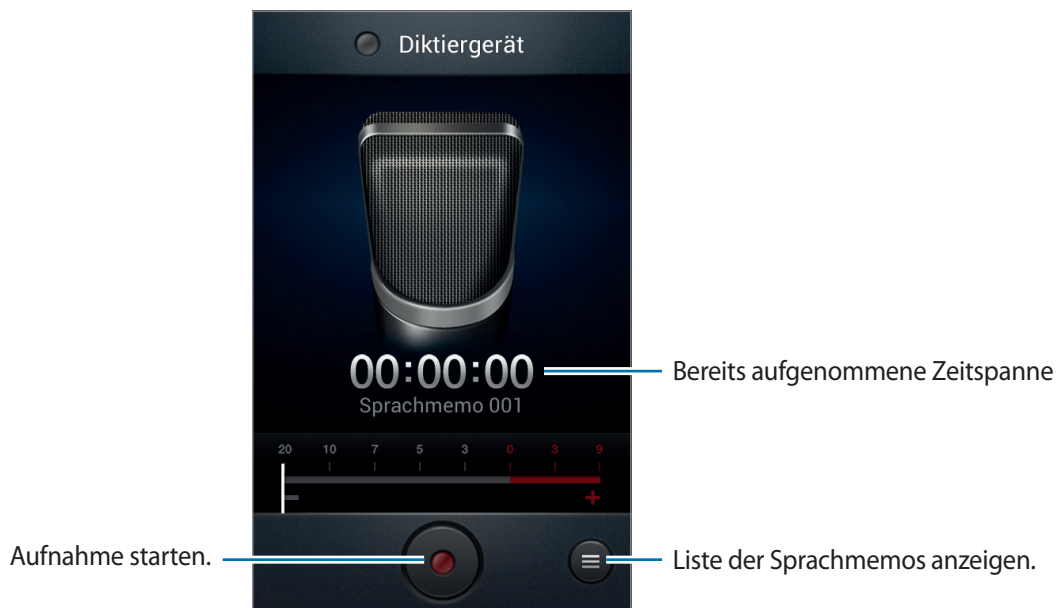 Diktiergerät
00:00:00
Bereits aufgenommene Zeitspanne
Sprachmemo 001
20 10 7 5 3 0 3 9
− +
Aufnahme starten.
Liste der Sprachmemos anzeigen.